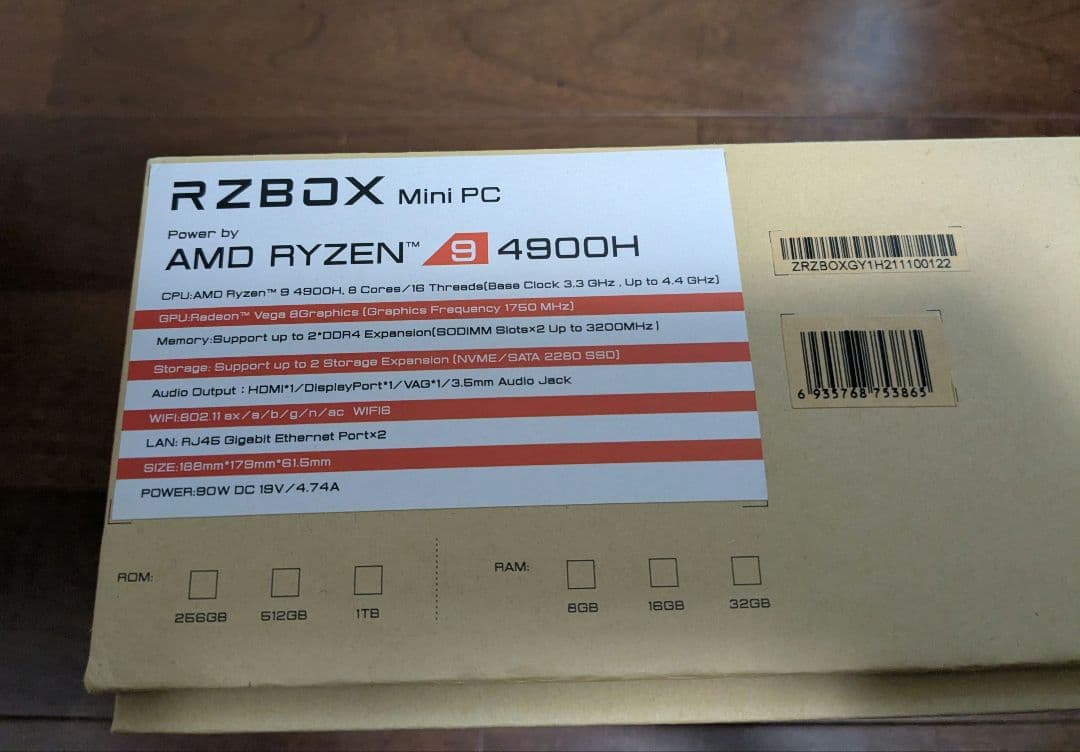 RZBOX Mini PC
Power by
AMD RYZEN™ 9 4900H
CPU:AMD Ryzen™ 9 4900H, 8 Cores/16 Threads(Base Clock 3.3 GHz , Up to 4.4 GHz)
GPU:Radeon™ Vega 8Graphics (Graphics Frequency 1750 MHz)
Memory:Support up to 2*DDR4 Expansion(SODIMM Slots×2 Up to 3200MHz)
Storage: Support up to 2 Storage Expansion (NVME/SATA 2280 SSD)
Audio Output : HDMI*1/DisplayPort*1/VAG*1/3.5mm Audio Jack
WIFI:802.11 ax/a/b/g/n/ac WIFI6
LAN: RJ45 Gigabit Ethernet Port×2
SIZE:188mm*179mm*61.5mm
POWER:90W DC 19V/4.74A
ZRZBOXGY1H211100122
6 935768 753865
ROM:
256GB 512GB 1TB
RAM:
8GB 16GB 32GB